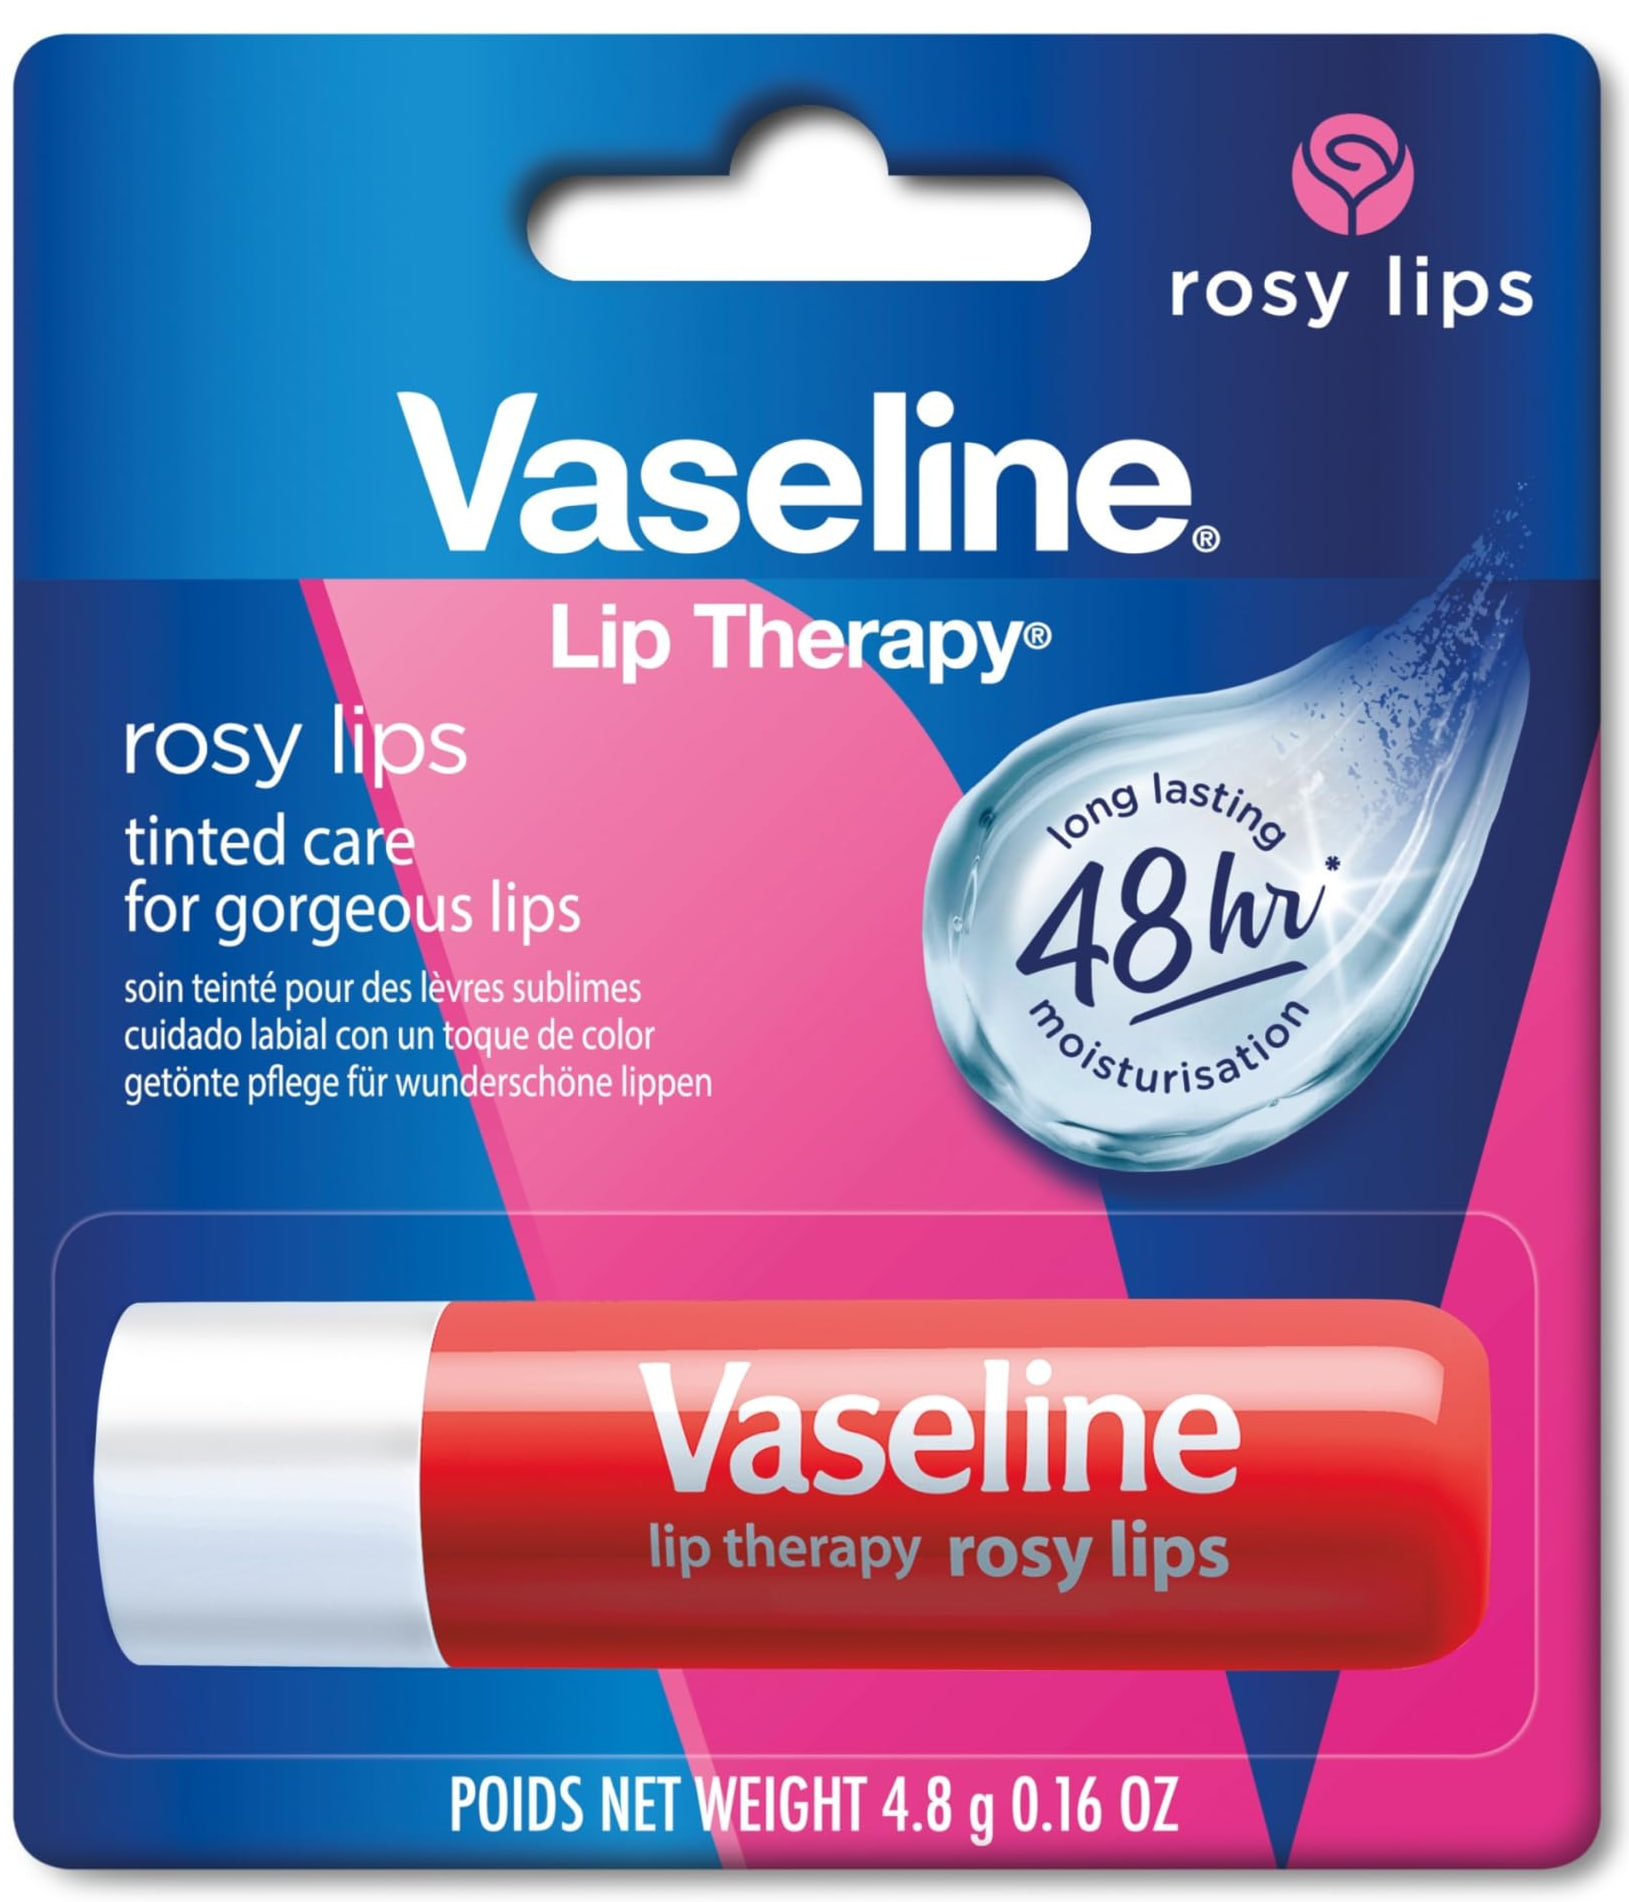 rosy lips
Vaseline®
Lip Therapy®
rosy lips
tinted care
for gorgeous lips
soin teinté pour des lèvres sublimes
cuidado labial con un toque de color
getönte pflege für wunderschöne lippen
long lasting
48hr*
moisturisation
Vaseline
lip therapy rosy lips
POIDS NET WEIGHT 4.8 g 0.16 OZ